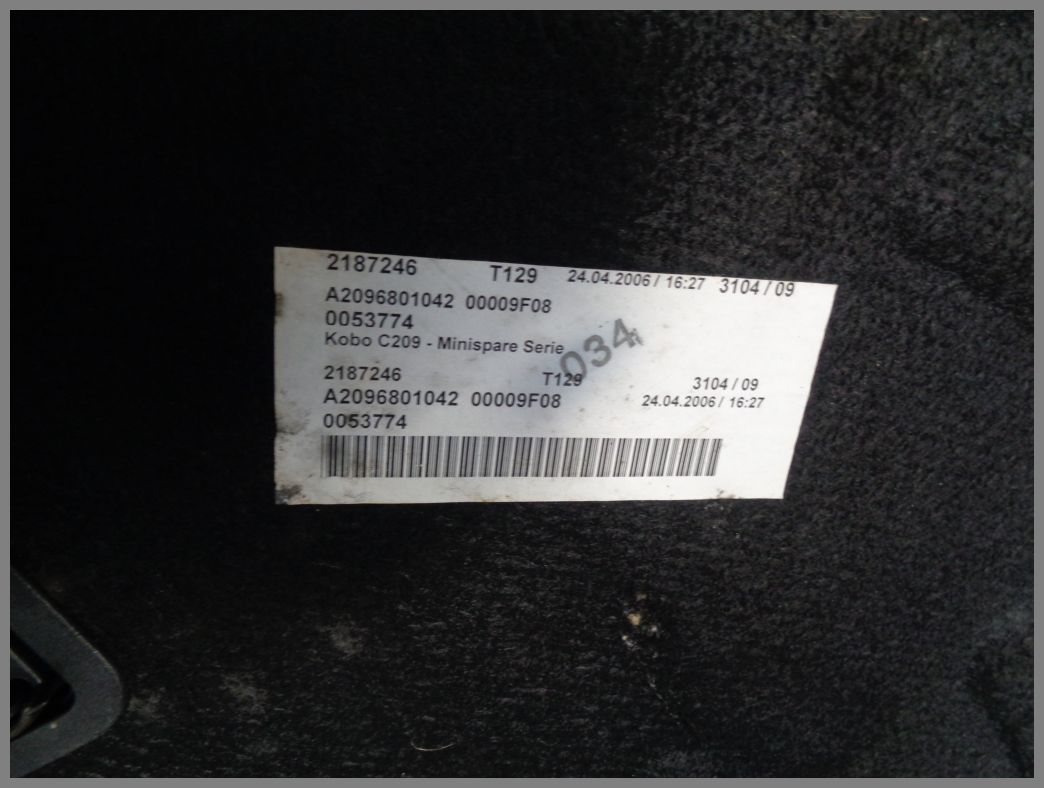 2187246 T129 24.04.2006 / 16:27 3104 / 09
A2096801042 00009F08
0053774
Kobo C209 - Minispare Serie
034
2187246 T129 3104 / 09
A2096801042 00009F08 24.04.2006 / 16:27
0053774